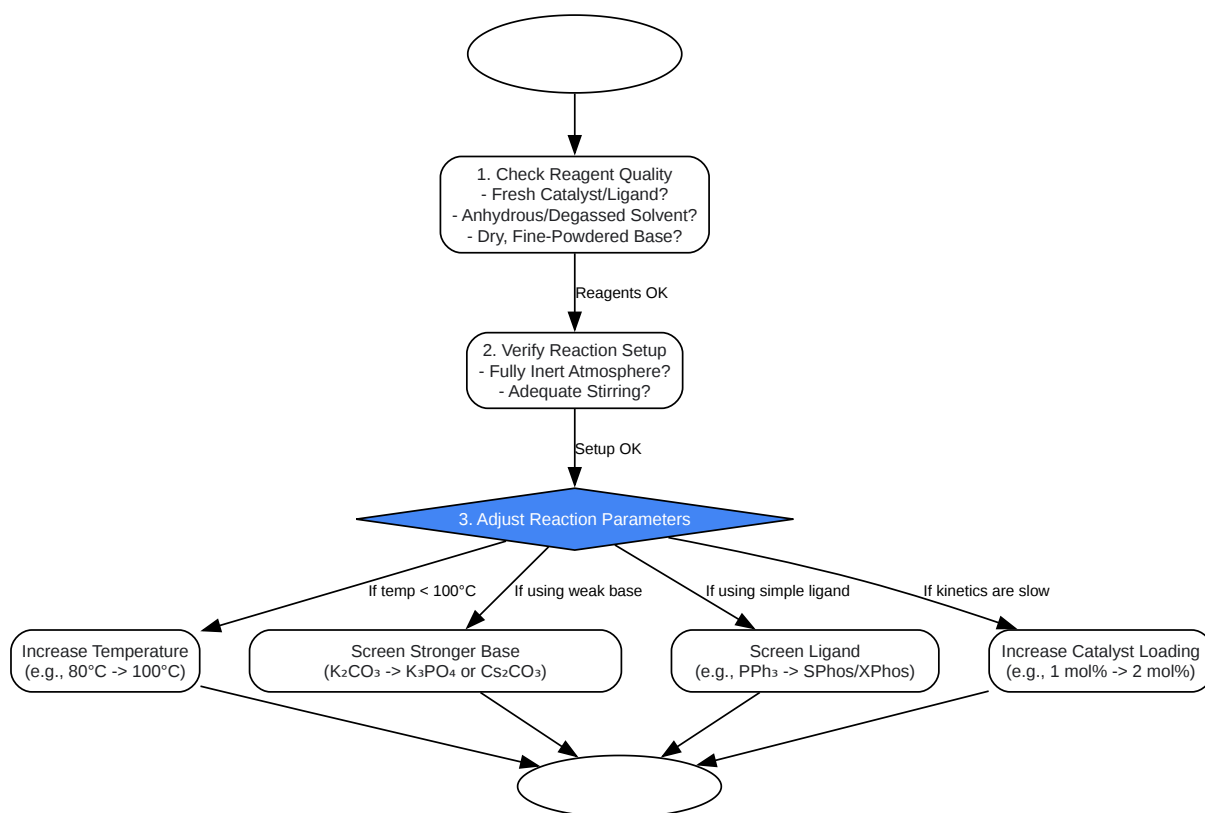 1. Check Reagent Quality
- Fresh Catalyst/Ligand?
- Anhydrous/Degassed Solvent?
- Dry, Fine-Powdered Base?
Reagents OK
2. Verify Reaction Setup
- Fully Inert Atmosphere?
- Adequate Stirring?
Setup OK
3. Adjust Reaction Parameters
If temp < 100°C
If using weak base
If using simple ligand
If kinetics are slow
Increase Temperature
(e.g., 80°C -> 100°C)
Screen Stronger Base
(K₂CO₃ -> K₃PO₄ or Cs₂CO₃)
Screen Ligand
(e.g., PPh₃ -> SPhos/XPhos)
Increase Catalyst Loading
(e.g., 1 mol% -> 2 mol%)